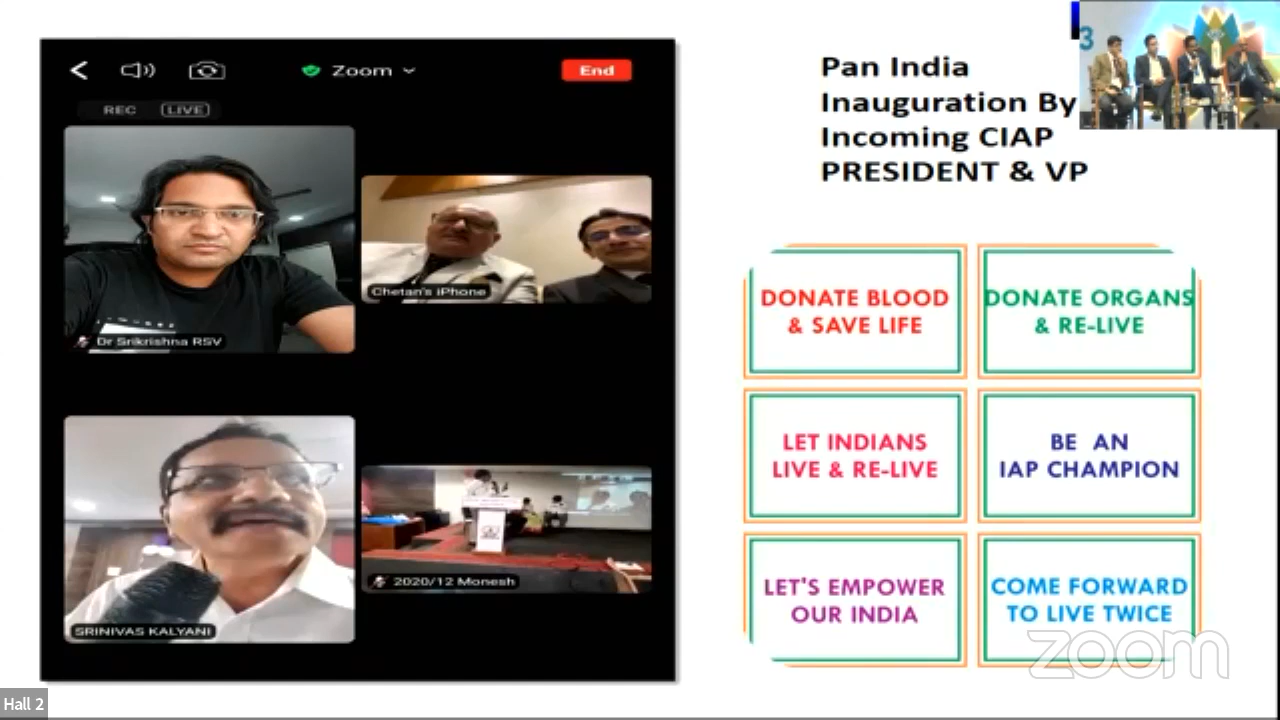 Zoom
End
REC
LIVE
Dr Srikrishna RSV
Chetan's iPhone
SRINIVAS KALYANI
2020/12 Monesh
Pan India
Inauguration By
Incoming CIAP
PRESIDENT & VP
3
DONATE BLOOD
& SAVE LIFE
DONATE ORGANS
& RE-LIVE
LET INDIANS
LIVE & RE-LIVE
BE AN
IAP CHAMPION
LET'S EMPOWER
OUR INDIA
COME FORWARD
TO LIVE TWICE
zoom
Hall 2